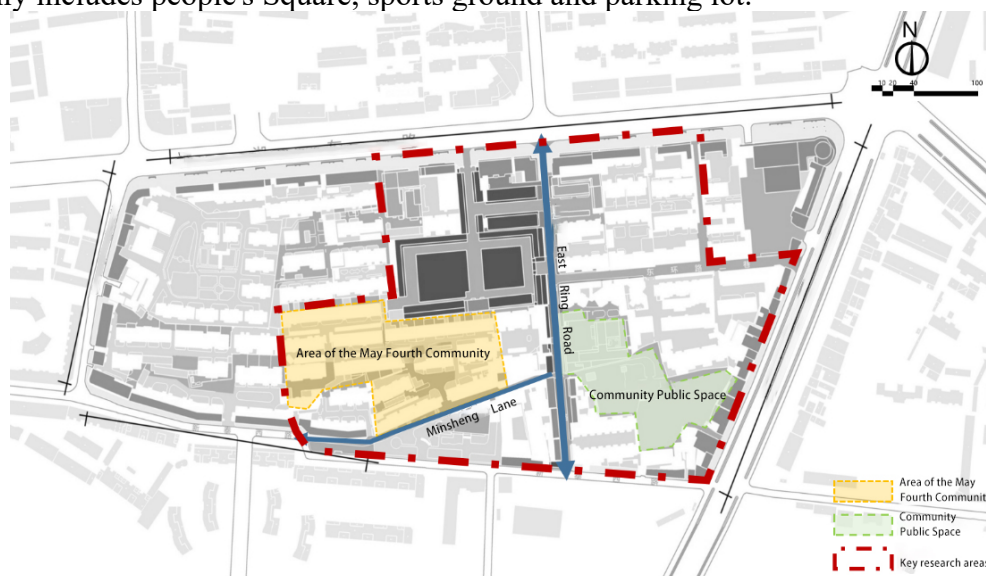 ly includes people's Square, sports ground and parking lot.
N
10 20 40 100
East Ring Road
Area of the May Fourth Community
Community Public Space
Minsheng Lane
Area of the May
Fourth Community
Community
Public Space
Key research areas